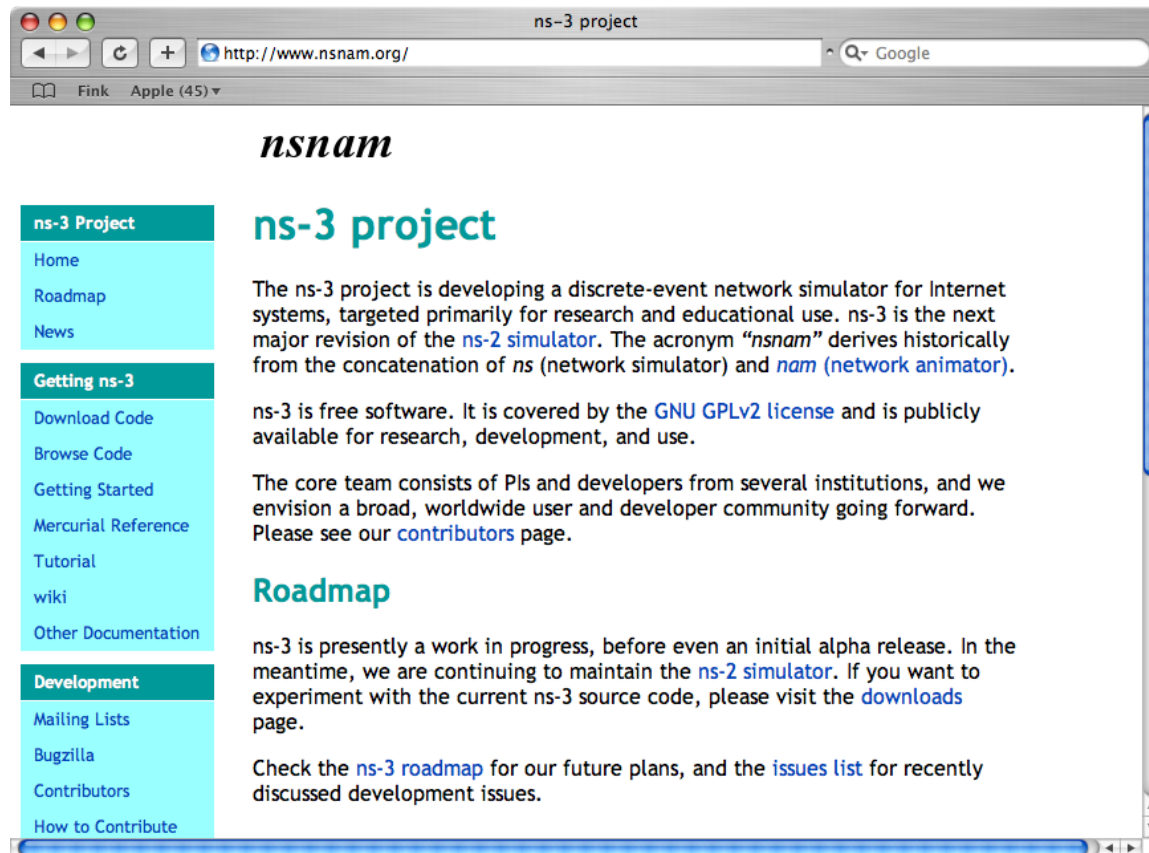 ns-3 project
http://www.nsnam.org/
Google
Fink Apple (45)
nsnam
ns-3 Project
Home
Roadmap
News
Getting ns-3
Download Code
Browse Code
Getting Started
Mercurial Reference
Tutorial
wiki
Other Documentation
Development
Mailing Lists
Bugzilla
Contributors
How to Contribute
ns-3 project
The ns-3 project is developing a discrete-event network simulator for Internet
systems, targeted primarily for research and educational use. ns-3 is the next
major revision of the ns-2 simulator. The acronym “nsnam” derives historically
from the concatenation of ns (network simulator) and nam (network animator).
ns-3 is free software. It is covered by the GNU GPLv2 license and is publicly
available for research, development, and use.
The core team consists of PIs and developers from several institutions, and we
envision a broad, worldwide user and developer community going forward.
Please see our contributors page.
Roadmap
ns-3 is presently a work in progress, before even an initial alpha release. In the
meantime, we are continuing to maintain the ns-2 simulator. If you want to
experiment with the current ns-3 source code, please visit the downloads
page.
Check the ns-3 roadmap for our future plans, and the issues list for recently
discussed development issues.